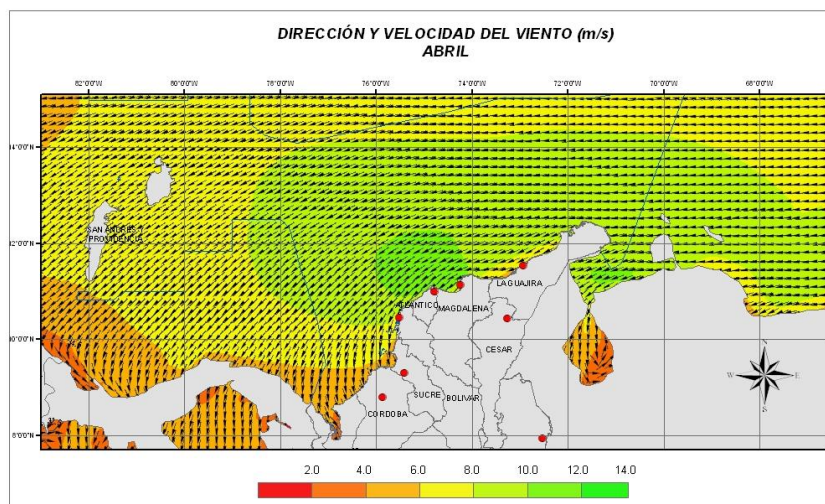 DIRECCIÓN Y VELOCIDAD DEL VIENTO (m/s)
ABRIL
82°0'0"W 80°0'0"W 78°0'0"W 76°0'0"W 74°0'0"W 72°0'0"W 70°0'0"W 68°0'0"W
14°0'0"N
SAN ANDRES Y
PROVIDENCIA
12°0'0"N
LA GUAJIRA
ATLANTICO
MAGDALENA
10°0'0"N
CESAR
N
W E
S
SUCRE
BOLIVAR
CORDOBA
8°0'0"N
2.0 4.0 6.0 8.0 10.0 12.0 14.0